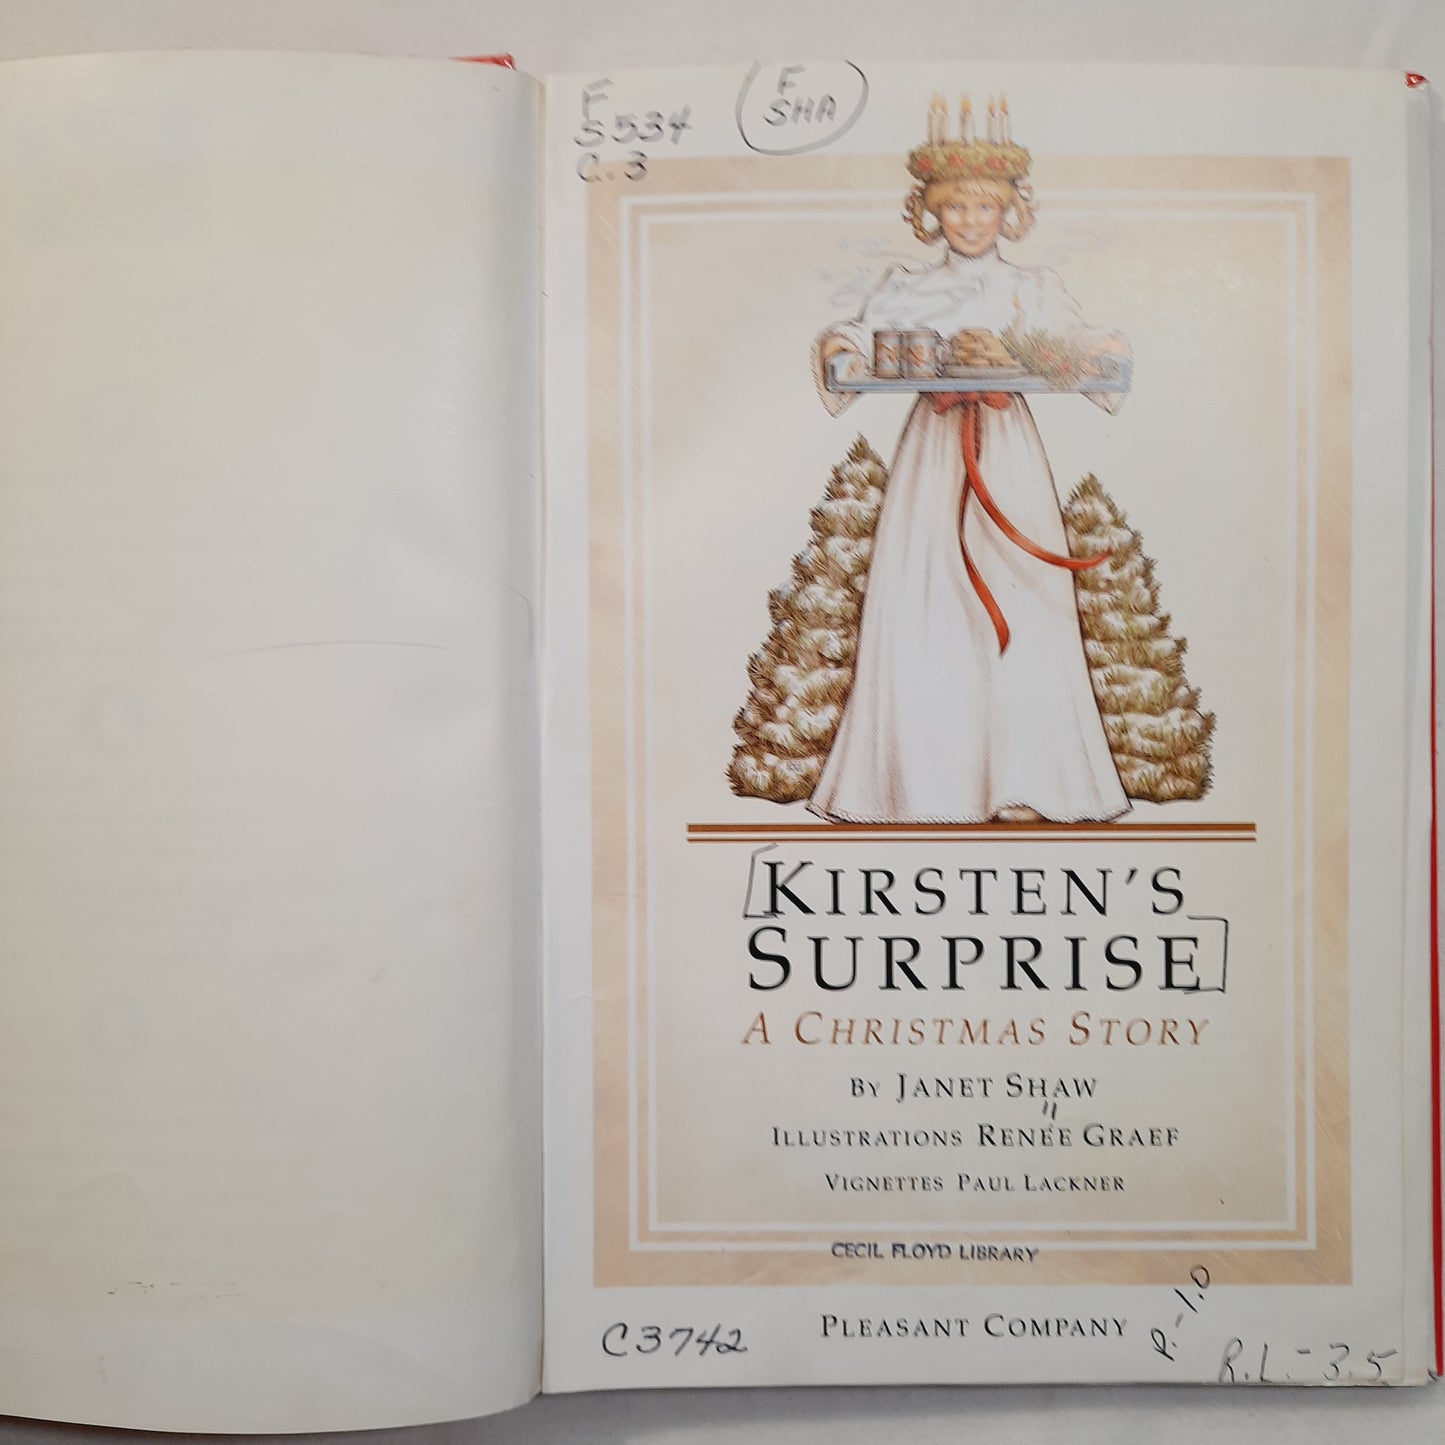 F
S534
C.3
F
SHA
KIRSTEN'S
SURPRISE
A CHRISTMAS STORY
BY JANET SHAW
"
ILLUSTRATIONS RENÉE GRAEF
VIGNETTES PAUL LACKNER
CECIL FLOYD LIBRARY
PLEASANT COMPANY
C3742
P.-1.0
R.L.-3.5